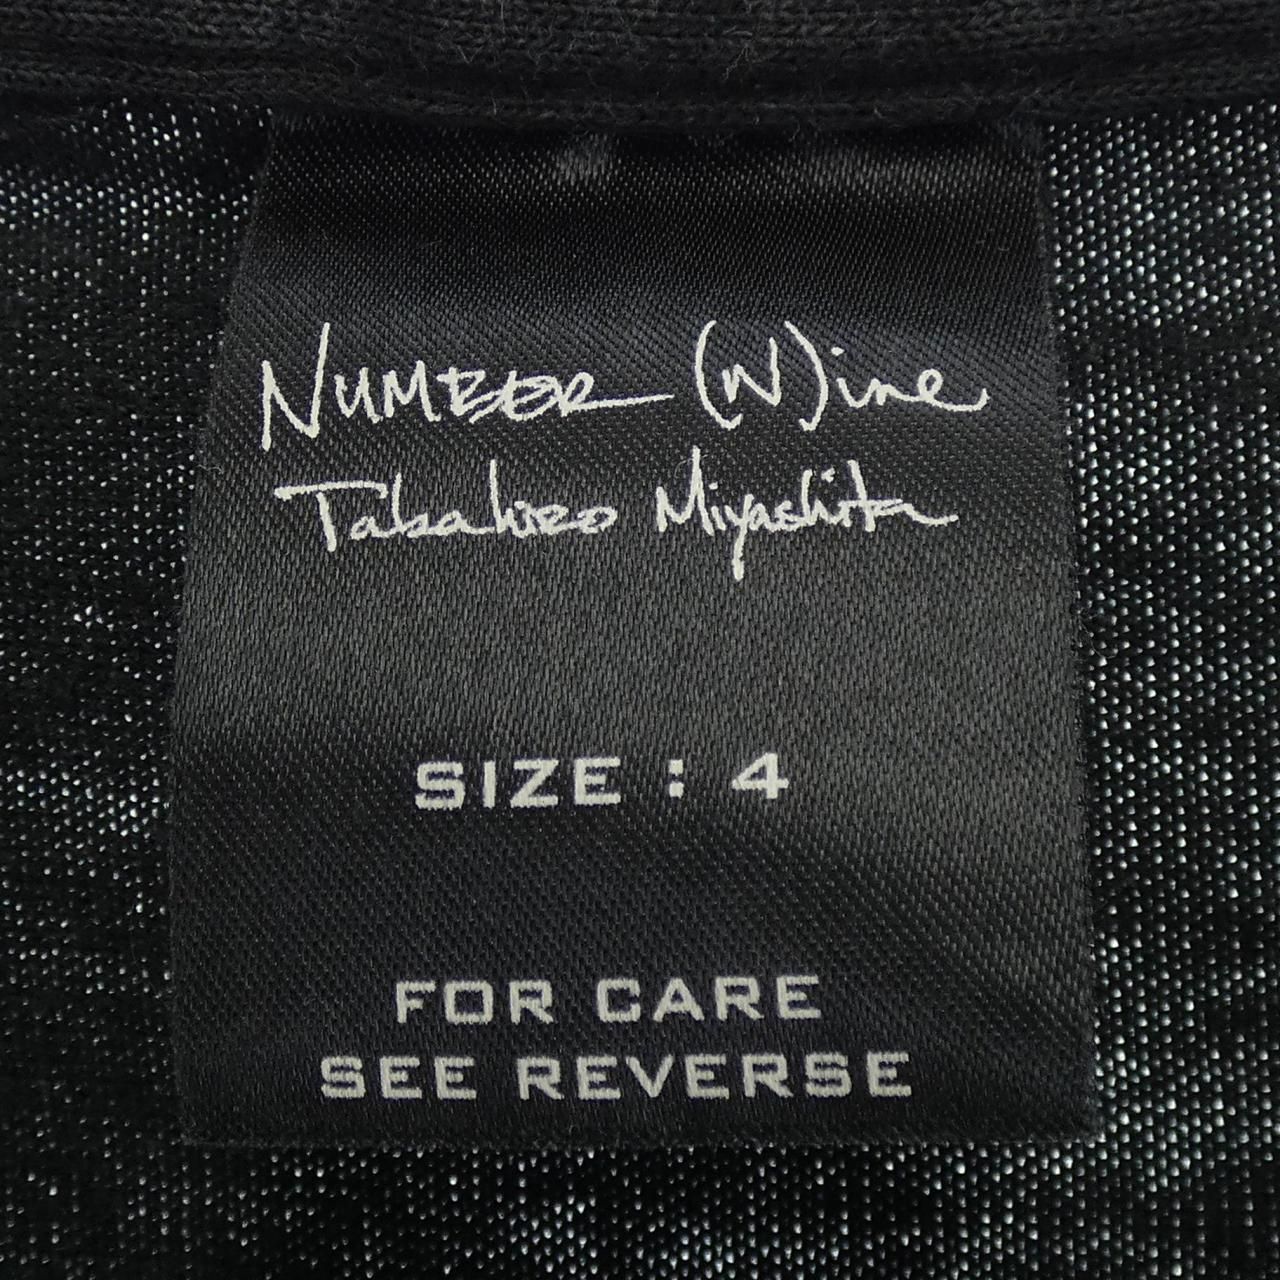 NUMBER (N)ine
Takahiro Miyashita
SIZE : 4
FOR CARE
SEE REVERSE